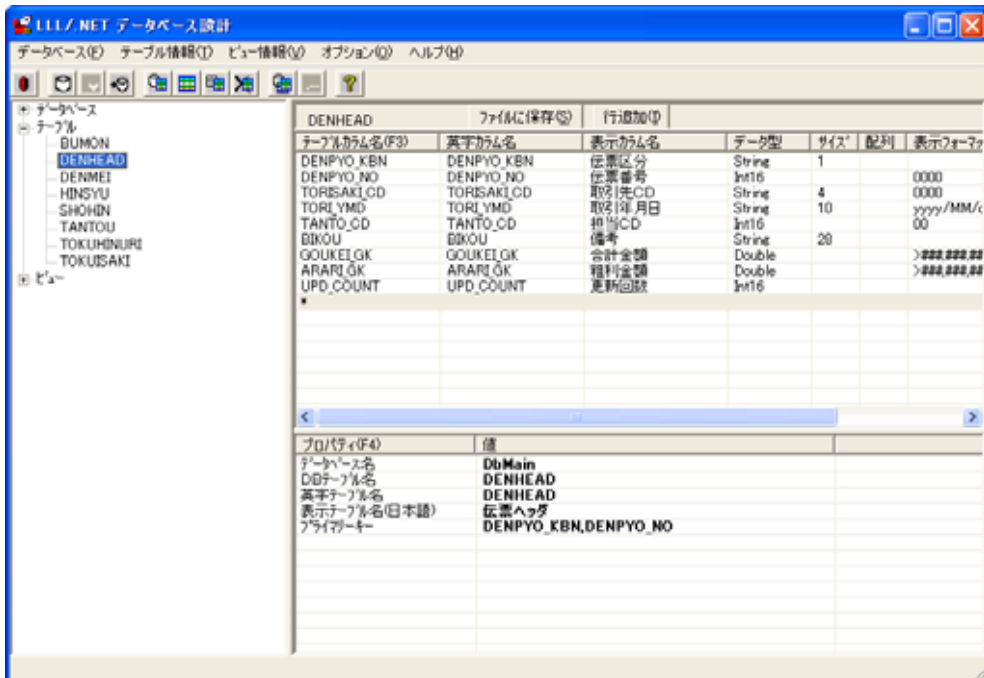 LLL/.NET データベース設計
データベース(E) テーブル情報(T) ビュー情報(V) オプション(O) ヘルプ(H)
データベース
テーブル
BUMON
DENHEAD
DENMEI
HINSYU
SHOHIN
TANTOU
TOKUHINURI
TOKUISAKI
ビュー
DENHEAD ファイルに保存(S) 行追加(I)
テーブルカラム名(F3) 英字カラム名 表示カラム名 データ型 サイズ 配列 表示フォーマッ
DENPYO_KBN DENPYO_KBN 伝票区分 String 1
DENPYO_NO DENPYO_NO 伝票番号 Int16 0000
TORISAKI_CD TORISAKI_CD 取引先CD String 4 0000
TORI_YMD TORI_YMD 取引年月日 String 10 yyyy/MM/d
TANTO_CD TANTO_CD 担当CD Int16 00
BIKOU BIKOU 備考 String 20
GOUKEI_GK GOUKEI_GK 合計金額 Double >###,###,##
ARARI_GK ARARI_GK 粗利金額 Double >###,###,##
UPD_COUNT UPD_COUNT 更新回数 Int16
*
プロパティ(F4) 値
データベース名 DbMain
DBテーブル名 DENHEAD
英字テーブル名 DENHEAD
表示テーブル名(日本語) 伝票ヘッダ
プライマリーキー DENPYO_KBN,DENPYO_NO